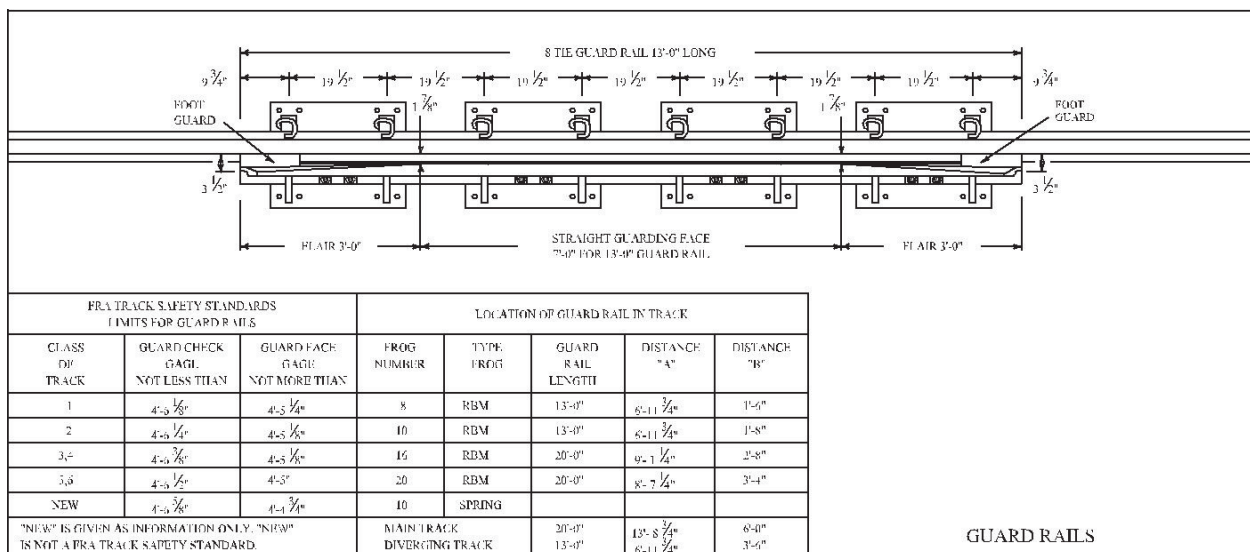 8 TIE GUARD RAIL 13'-0" LONG
9 3/4" 19 1/2" 19 1/2" 19 1/2" 19 1/2" 19 1/2" 19 1/2" 19 1/2" 9 3/4"
FOOT
GUARD
1 7/8"
1 7/8"
FOOT
GUARD
3 1/2"
3 1/2"
FLAIR 3'-0"
STRAIGHT GUARDING FACE
7'-0" FOR 13'-0" GUARD RAIL
FLAIR 3'-0"
FRA TRACK SAFETY STANDARDS
LIMITS FOR GUARD RAILS
LOCATION OF GUARD RAIL IN TRACK
CLASS OF TRACK
GUARD CHECK GAGE NOT LESS THAN
GUARD FACE GAGE NOT MORE THAN
FROG NUMBER
TYPE FROG
GUARD RAIL LENGTH
DISTANCE "A"
DISTANCE "B"
1 4'-6 1/8" 4'-5 1/4" 8 RBM 13'-0" 6'-11 3/4" 1'-6"
2 4'-6 1/4" 4'-5 1/8" 10 RBM 13'-0" 6'-11 3/4" 1'-8"
3,4 4'-6 3/8" 4'-5 1/8" 16 RBM 20'-0" 9'-1 1/4" 2'-8"
5,6 4'-6 1/2" 4'-5" 20 RBM 20'-0" 8'-7 1/4" 3'-4"
NEW 4'-6 5/8" 4'-4 3/4" 10 SPRING
"NEW" IS GIVEN AS INFORMATION ONLY. "NEW"
IS NOT A FRA TRACK SAFETY STANDARD.
MAIN TRACK 20'-0" 13'-8 3/4" 6'-0"
DIVERGING TRACK 13'-0" 6'-11 3/4" 3'-6"
GUARD RAILS